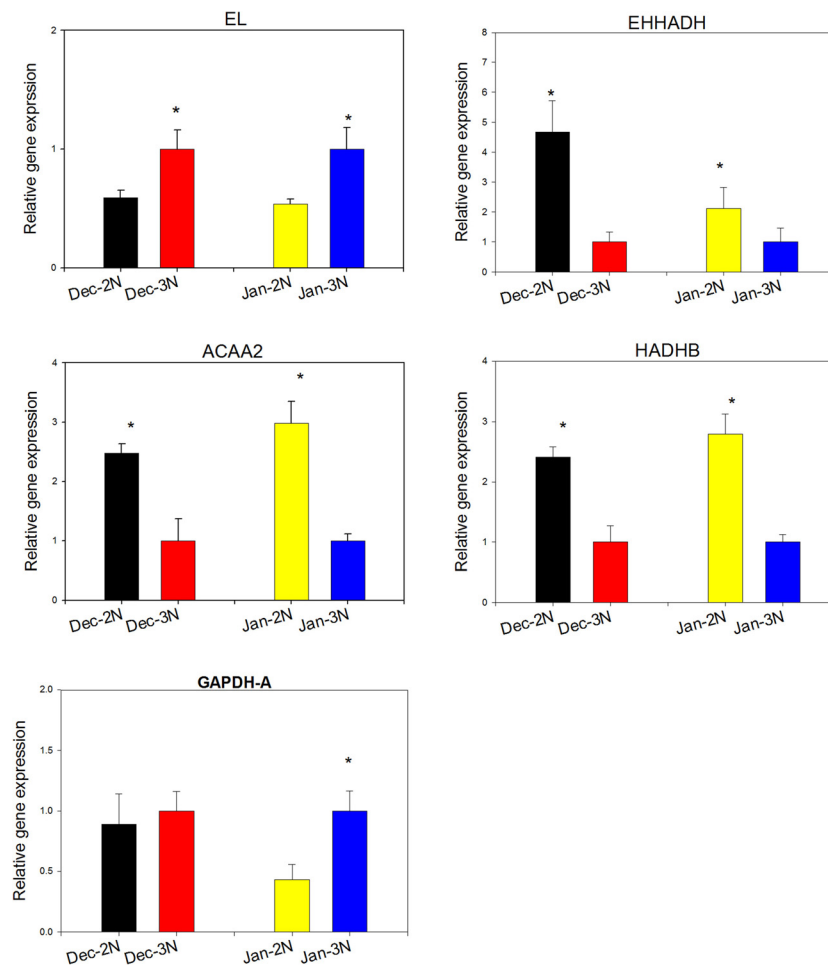 EL
Relative gene exprssion
2
1
0
*
*
Dec-2N
Dec-3N
Jan-2N
Jan-3N
EHHADH
Relative gene expression
8
7
6
5
4
3
2
1
0
*
*
Dec-2N
Dec-3N
Jan-2N
Jan-3N
ACAA2
Relative gene expression
4
3
2
1
0
*
*
Dec-2N
Dec-3N
Jan-2N
Jan-3N
HADHB
Relative gene expression
4
3
2
1
0
*
*
Dec-2N
Dec-3N
Jan-2N
Jan-3N
GAPDH-A
Relative gene expression
2.0
1.5
1.0
0.5
0.0
*
Dec-2N
Dec-3N
Jan-2N
Jan-3N